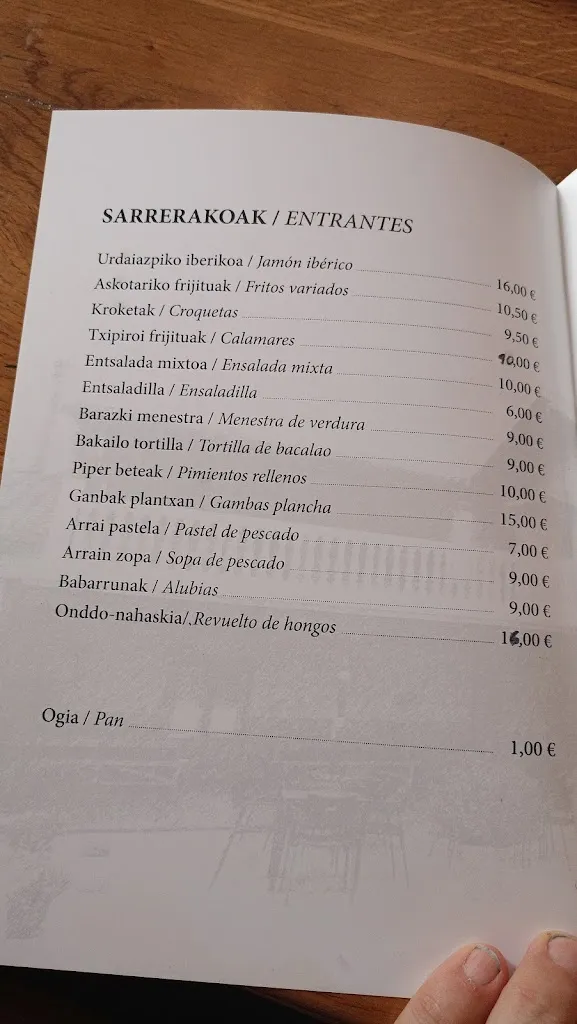 SARRERAKOAK / ENTRANTES
Urdaiazpiko iberikoa / Jamón ibérico 16,00 €
Askotariko frijituak / Fritos variados 10,50 €
Kroketak / Croquetas 9,50 €
Txipiroi frijituak / Calamares 10,00 €
Entsalada mixtoa / Ensalada mixta 10,00 €
Entsaladilla / Ensaladilla 6,00 €
Barazki menestra / Menestra de verdura 9,00 €
Bakailo tortilla / Tortilla de bacalao 9,00 €
Piper beteak / Pimientos rellenos 10,00 €
Ganbak plantxan / Gambas plancha 15,00 €
Arrai pastela / Pastel de pescado 7,00 €
Arrain zopa / Sopa de pescado 9,00 €
Babarrunak / Alubias 9,00 €
Onddo-nahaskia/.Revuelto de hongos 16,00 €
Ogia / Pan 1,00 €